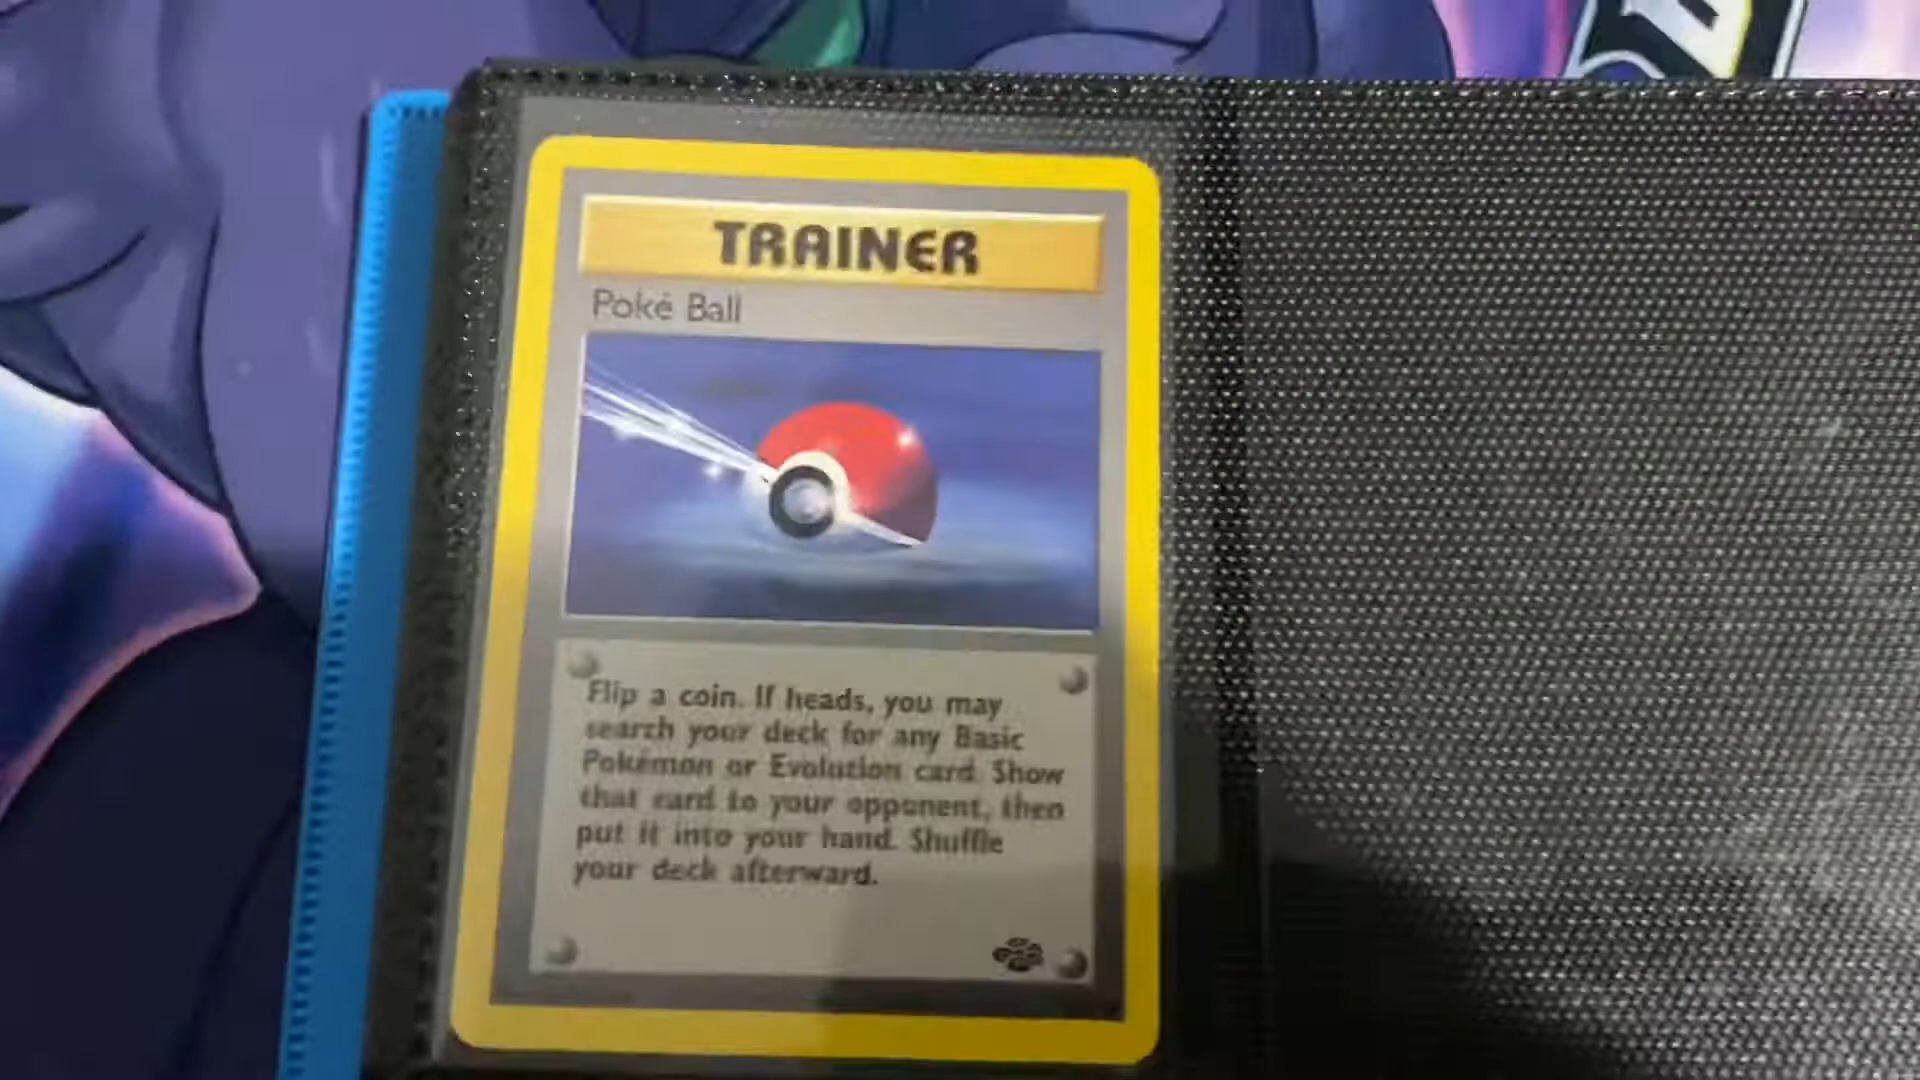 TRAINER
Poké Ball
Flip a coin. If heads, you may
search your deck for any Basic
Pokémon or Evolution card. Show
that card to your opponent, then
put it into your hand. Shuffle
your deck afterward.